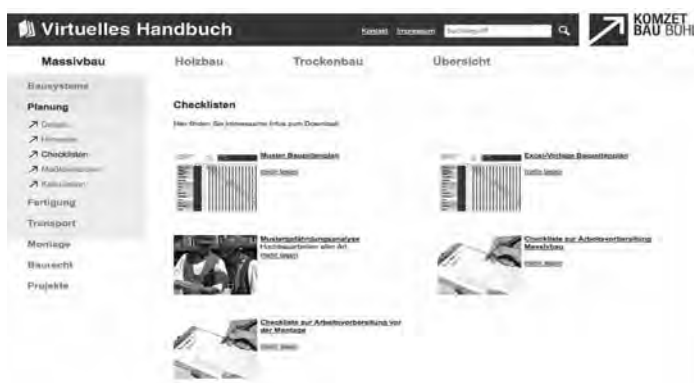 Virtuelles Handbuch
Kontakt Impressum Suchbegriff
KOMZET
BAU BÜHL
Massivbau Holzbau Trockenbau Übersicht
Bausysteme
Planung
Details
Hinweise
Checklisten
Kalkulation
Fertigung
Transport
Montage
Baurecht
Projekte
Checklisten
Hier finden Sie interessante Infos zum Download.
Muster Bauzeitenplan
mehr lesen
Excel-Vorlage Bauzeitenplan
mehr lesen
Mustergefährdungsanalyse
Hochbauarbeiten aller Art
mehr lesen
Checkliste zur Arbeitsvorbereitung
Massivbau
mehr lesen
Checkliste zur Arbeitsvorbereitung vor
der Montage
mehr lesen